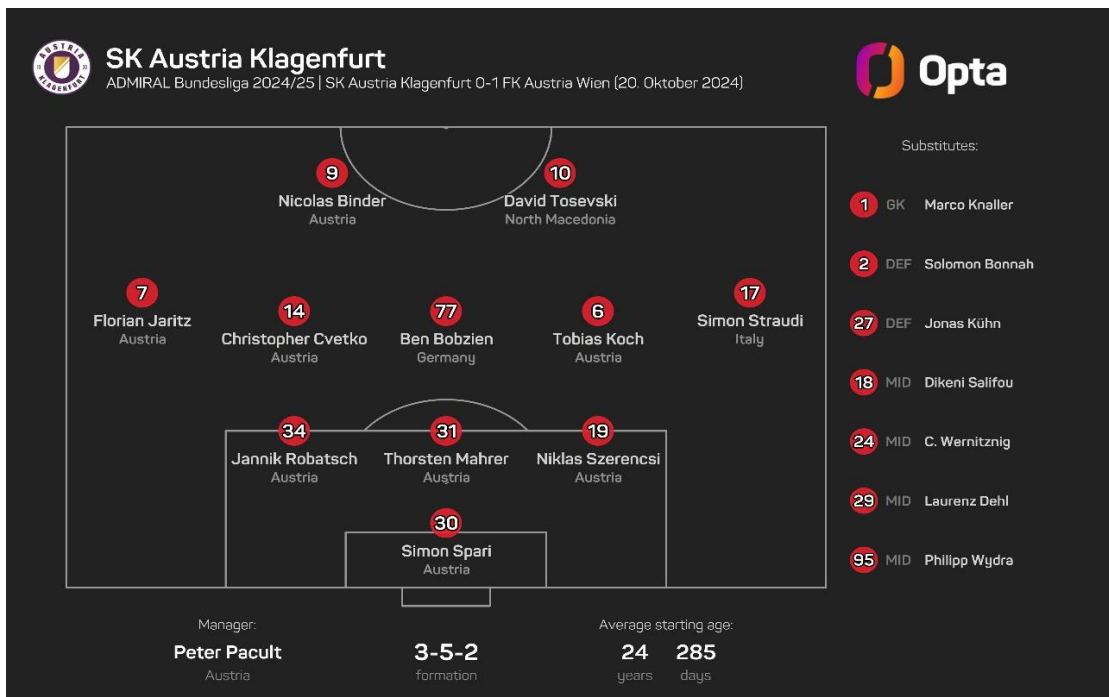 AUSTRIA
KLAGENFURT
SK Austria Klagenfurt
ADMIRAL Bundesliga 2024/25 | SK Austria Klagenfurt 0-1 FK Austria Wien (20. Oktober 2024)
Opta
9
Nicolas Binder
Austria
10
David Tosevski
North Macedonia
7
Florian Jaritz
Austria
14
Christopher Cvetko
Austria
77
Ben Bobzien
Germany
6
Tobias Koch
Austria
17
Simon Straudi
Italy
34
Jannik Robatsch
Austria
31
Thorsten Mahrer
Austria
19
Niklas Szerencsi
Austria
30
Simon Spari
Austria
Substitutes:
1 GK Marco Knaller
2 DEF Solomon Bonnah
27 DEF Jonas Kühn
18 MID Dikeni Salifou
24 MID C. Wernitznig
29 MID Laurenz Dehl
95 MID Philipp Wydra
Manager:
Peter Pacult
Austria
3-5-2
formation
Average starting age:
24 285
years days